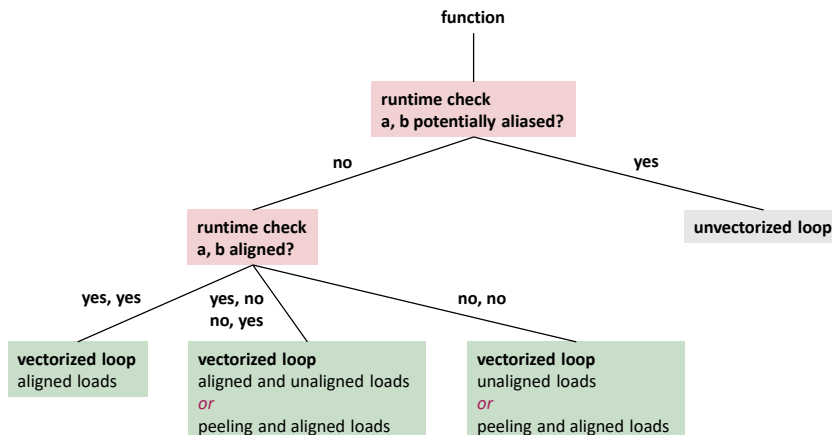 function
runtime check
a, b potentially aliased?
no
yes
runtime check
a, b aligned?
unvectorized loop
yes, yes
yes, no
no, yes
no, no
vectorized loop
aligned loads
vectorized loop
aligned and unaligned loads
or
peeling and aligned loads
vectorized loop
unaligned loads
or
peeling and aligned loads